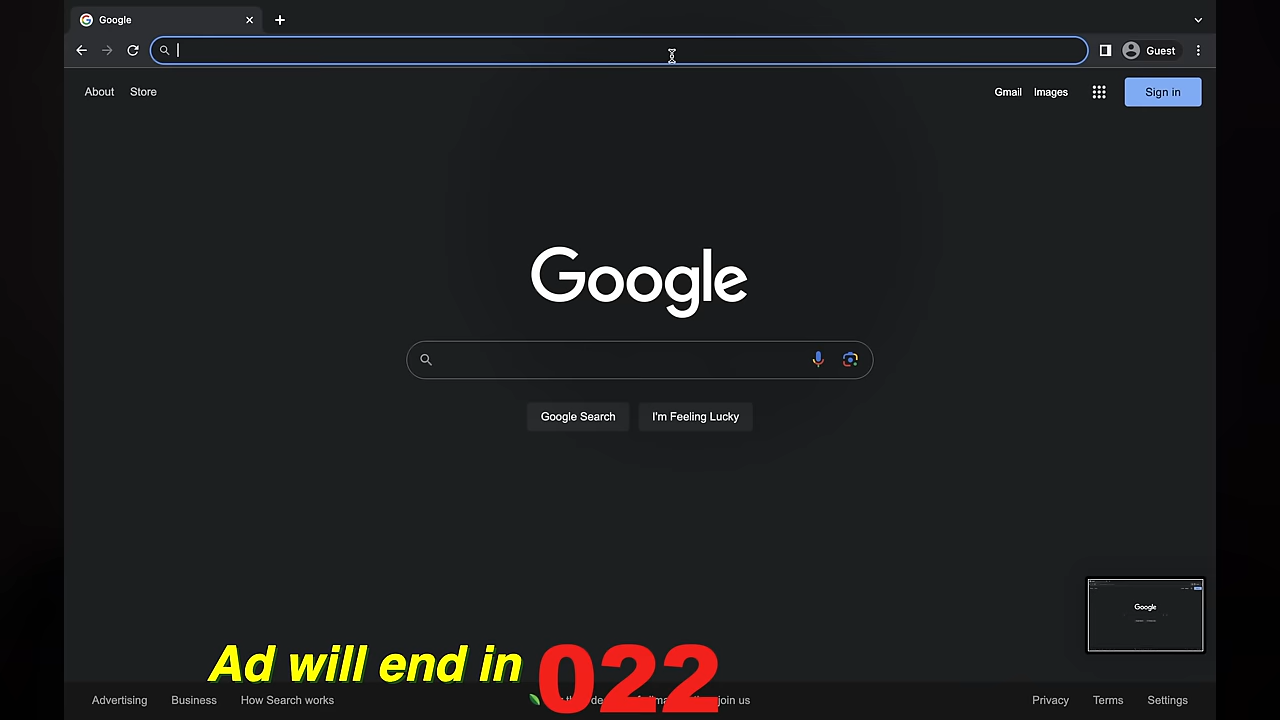 Google
Guest
About Store
Gmail Images Sign in
Google
Google Search I'm Feeling Lucky
Google
Ad will end in 022
Advertising Business How Search works
join us
Privacy Terms Settings